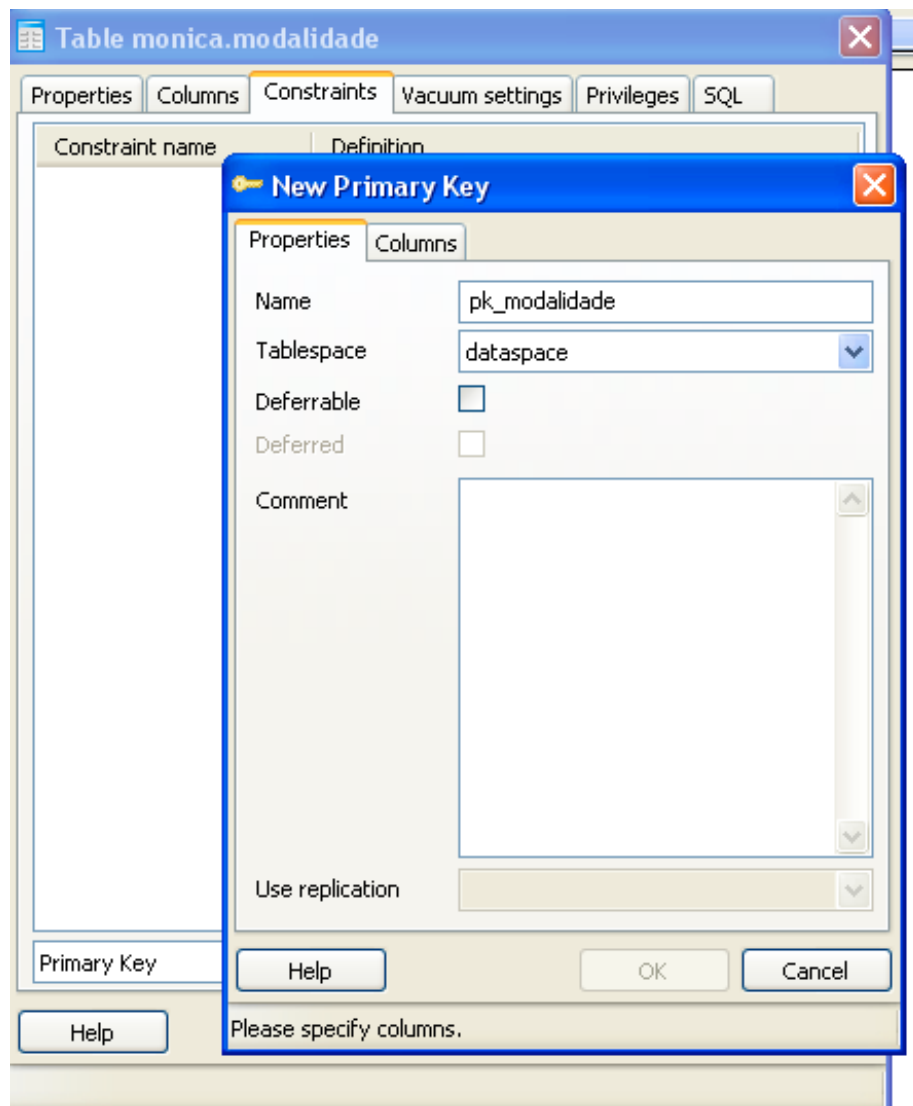 Table monica.modalidade
Properties Columns Constraints Vacuum settings Privileges SQL
Constraint name Definition
New Primary Key
Properties Columns
Name pk_modalidade
Tablespace dataspace
Deferrable
Deferred
Comment
Use replication
Primary Key
Help OK Cancel
Help
Please specify columns.